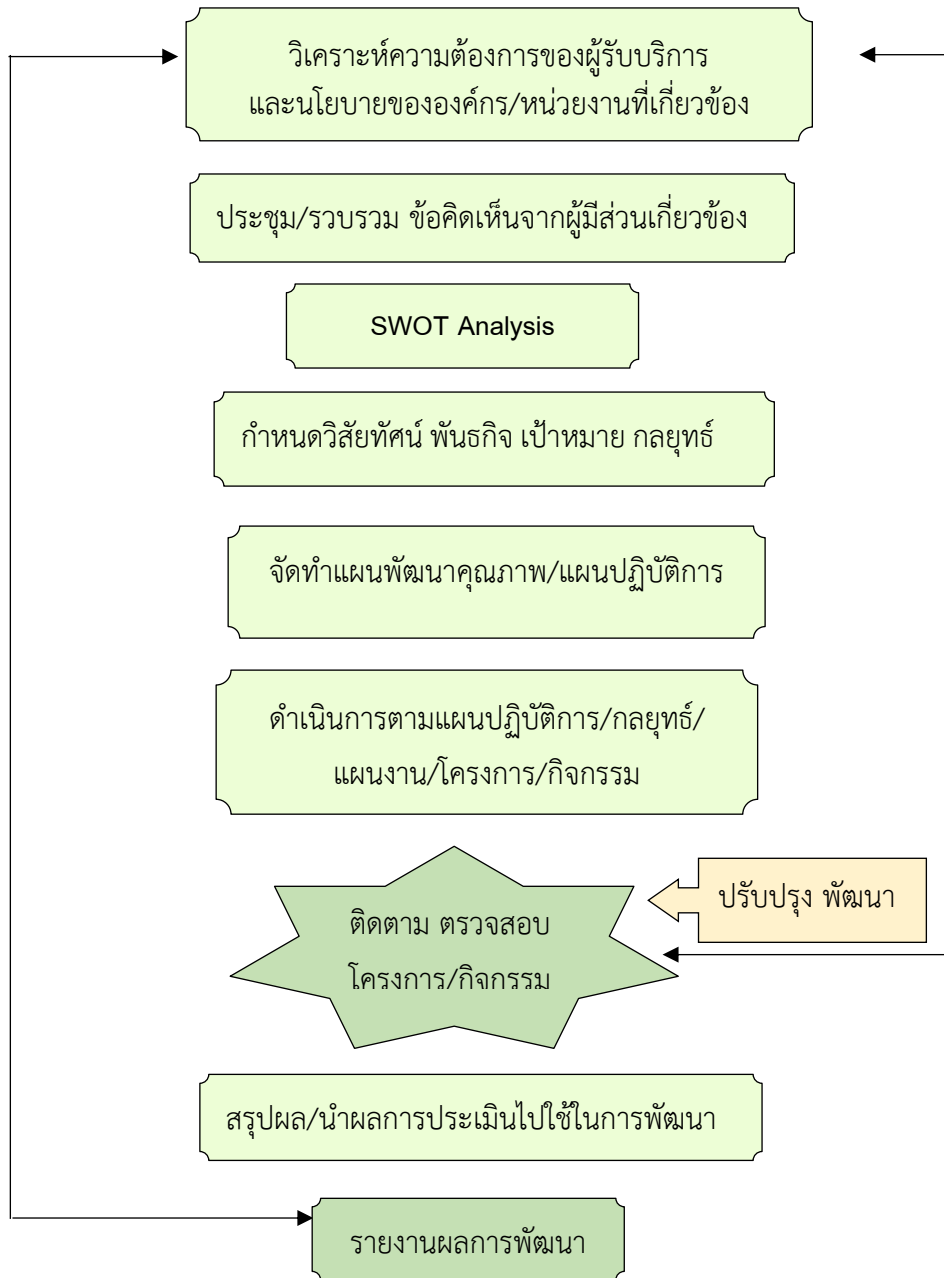 วิเคราะห์ความต้องการของผู้รับบริการ
และนโยบายขององค์กร/หน่วยงานที่เกี่ยวข้อง
ประชุม/รวบรวม ข้อคิดเห็นจากผู้มีส่วนเกี่ยวข้อง
SWOT Analysis
กำหนดวิสัยทัศน์ พันธกิจ เป้าหมาย กลยุทธ์
จัดทำแผนพัฒนาคุณภาพ/แผนปฏิบัติการ
ดำเนินการตามแผนปฏิบัติการ/กลยุทธ์/
แผนงาน/โครงการ/กิจกรรม
ปรับปรุง พัฒนา
ติดตาม ตรวจสอบ
โครงการ/กิจกรรม
สรุปผล/นำผลการประเมินไปใช้ในการพัฒนา
รายงานผลการพัฒนา